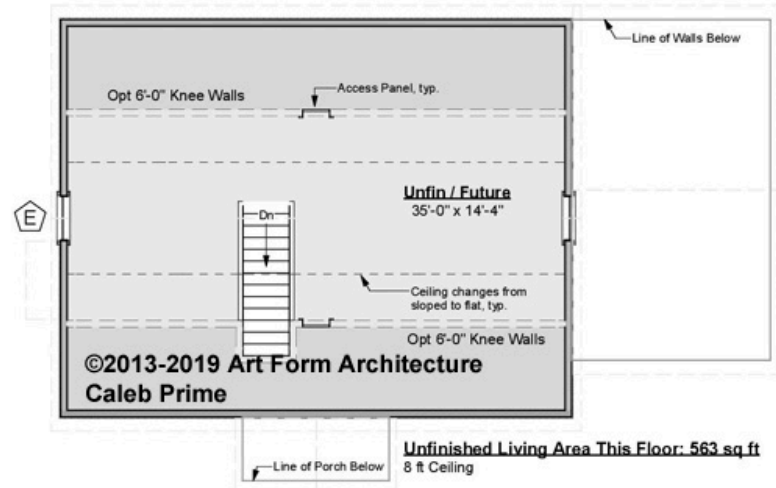 Line of Walls Below
Access Panel, typ.
Opt 6'-0" Knee Walls
Unfin / Future
35'-0" x 14'-4"
E
Dn
Ceiling changes from
sloped to flat, typ.
Opt 6'-0" Knee Walls
©2013-2019 Art Form Architecture
Caleb Prime
Unfinished Living Area This Floor: 563 sq ft
8 ft Ceiling
Line of Porch Below